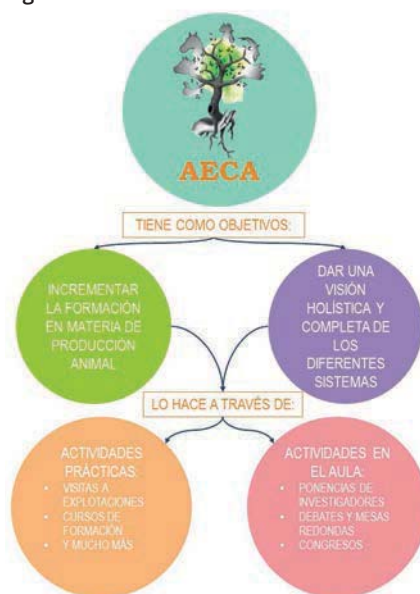 AECA
TIENE COMO OBJETIVOS:
INCREMENTAR
LA FORMACIÓN
EN MATERIA DE
PRODUCCIÓN
ANIMAL
DAR UNA
VISIÓN
HOLÍSTICA Y
COMPLETA DE
LOS
DIFERENTES
SISTEMAS
LO HACE A TRAVÉS DE:
ACTIVIDADES
PRÁCTICAS:
• VISITAS A
EXPLOTACIONES
• CURSOS DE
FORMACIÓN
• Y MUCHO MÁS
ACTIVIDADES EN
EL AULA:
• PONENCIAS DE
INVESTIGADORES
• DEBATES Y MESAS
REDONDAS
• CONGRESOS